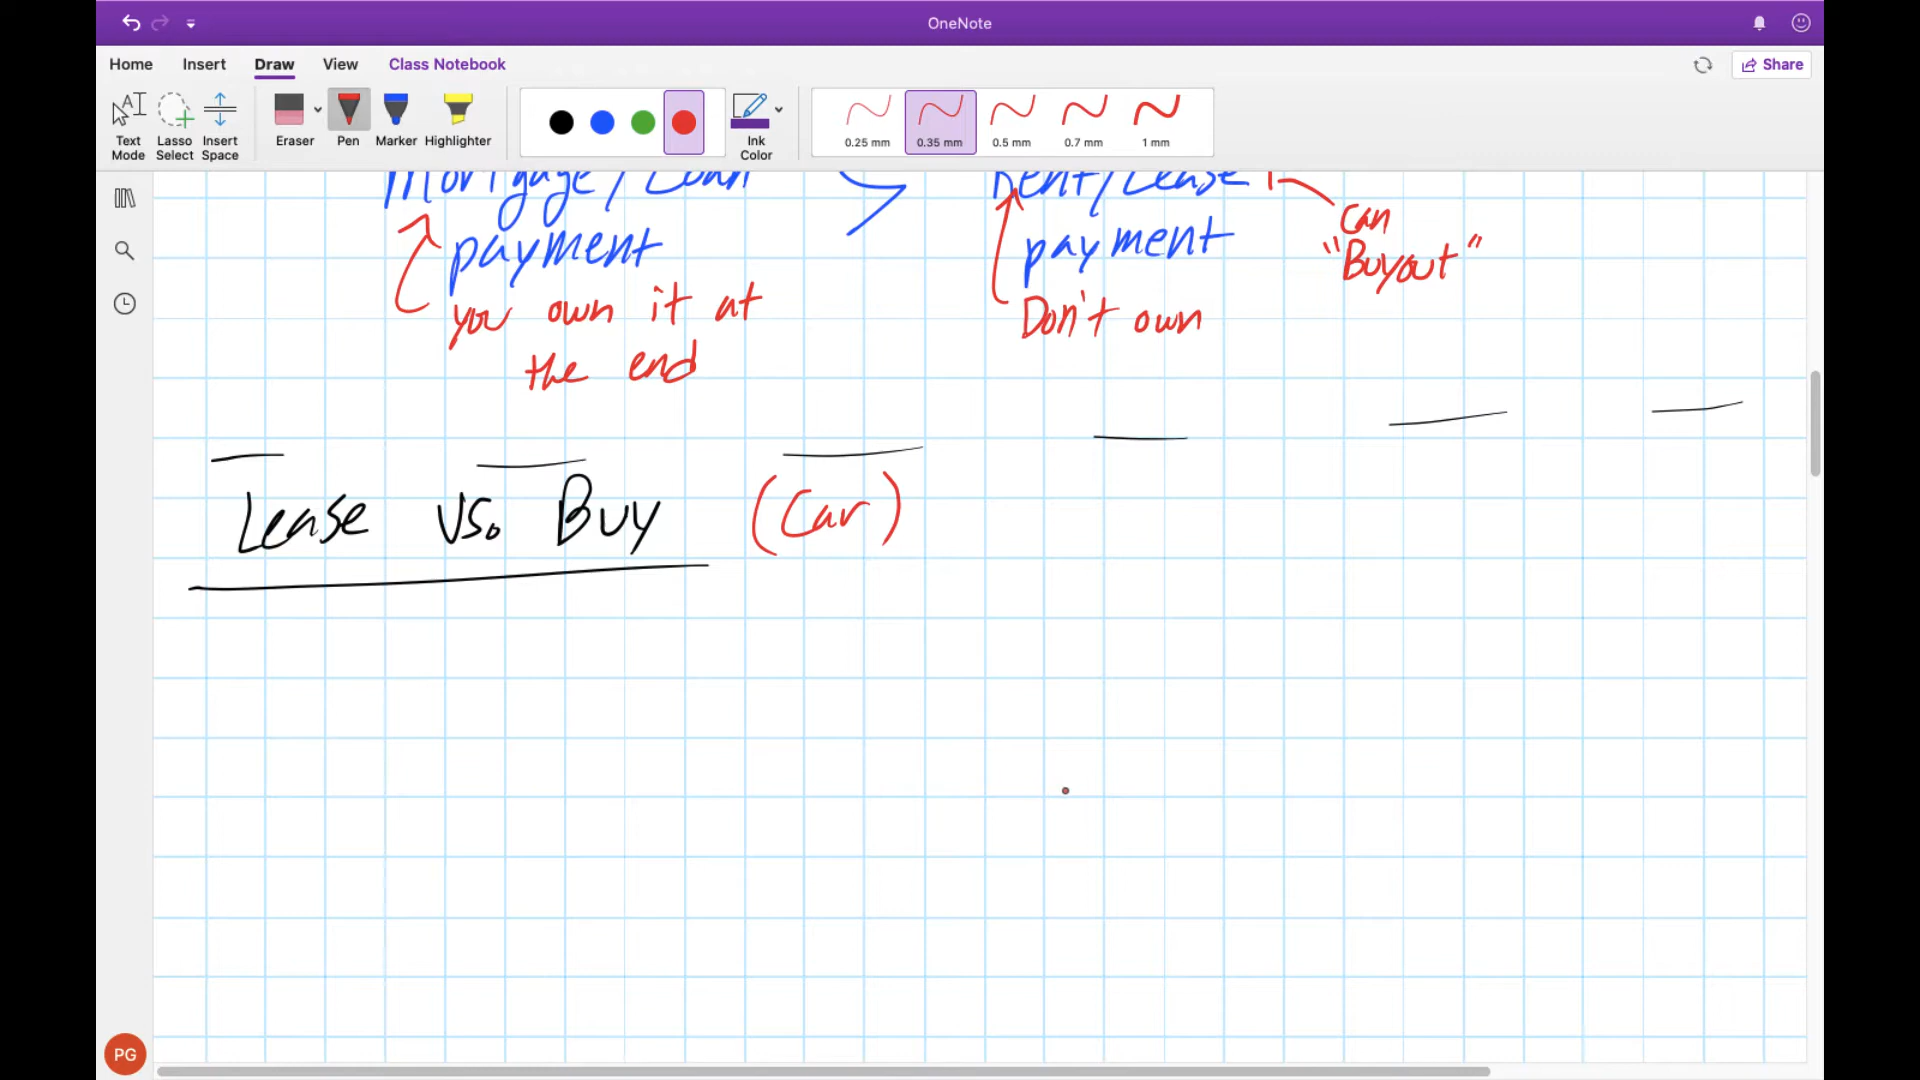 OneNote
Home Insert Draw View Class Notebook
Share
Text Mode
Lasso Select
Insert Space
Eraser
Pen
Marker
Highlighter
Ink Color
0.25 mm
0.35 mm
0.5 mm
0.7 mm
1 mm
Mortgage/Loan > Rent/Lease
payment
payment
can
"Buyout"
you own it at
the end
Don't own
Lease vs. Buy (Car)
PG